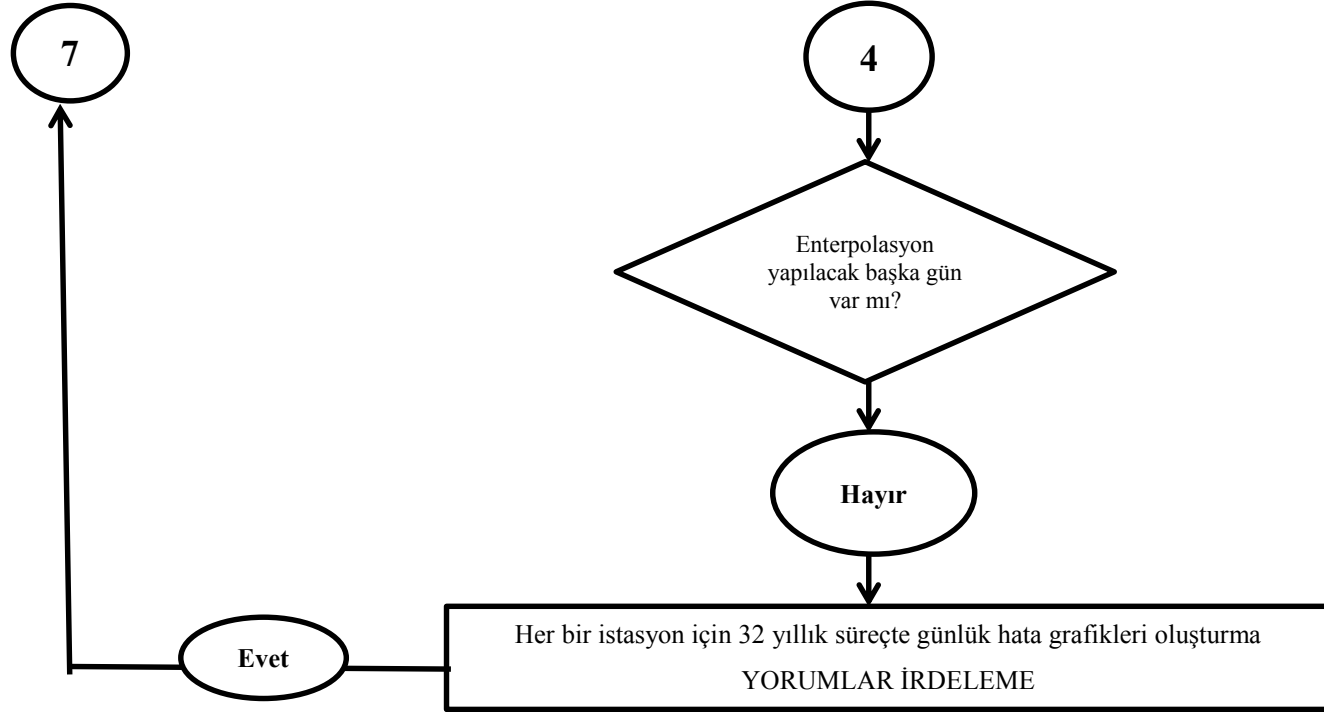 7
4
Enterpolasyon
yapılacak başka gün
var mı?
Hayır
Her bir istasyon için 32 yıllık süreçte günlük hata grafikleri oluşturma
YORUMLAR İRDELEME
Evet